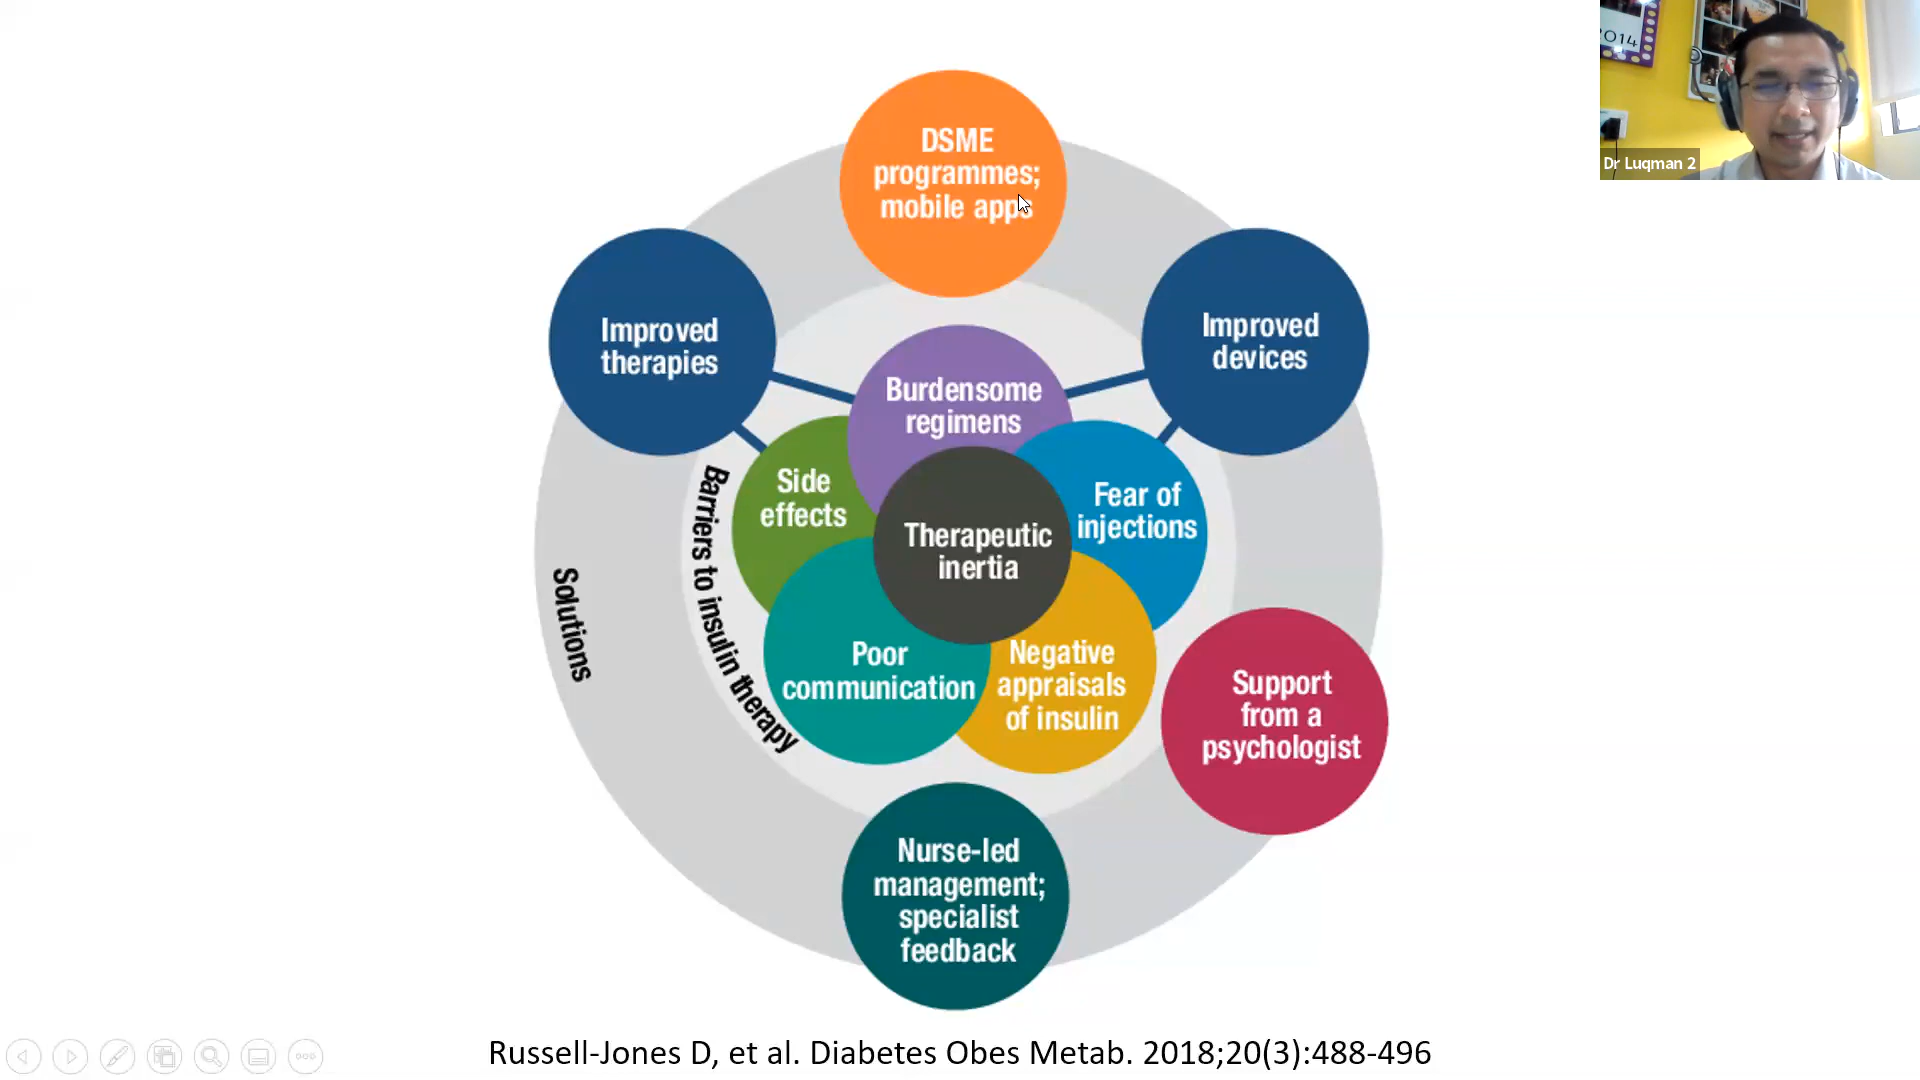 2014
Dr Luqman 2
DSME
programmes;
mobile apps
Improved
therapies
Improved
devices
Burdensome
regimens
Side
effects
Fear of
injections
Therapeutic
inertia
Poor
communication
Negative
appraisals
of insulin
Barriers to insulin therapy
Solutions
Support
from a
psychologist
Nurse-led
management;
specialist
feedback
Russell-Jones D, et al. Diabetes Obes Metab. 2018;20(3):488-496